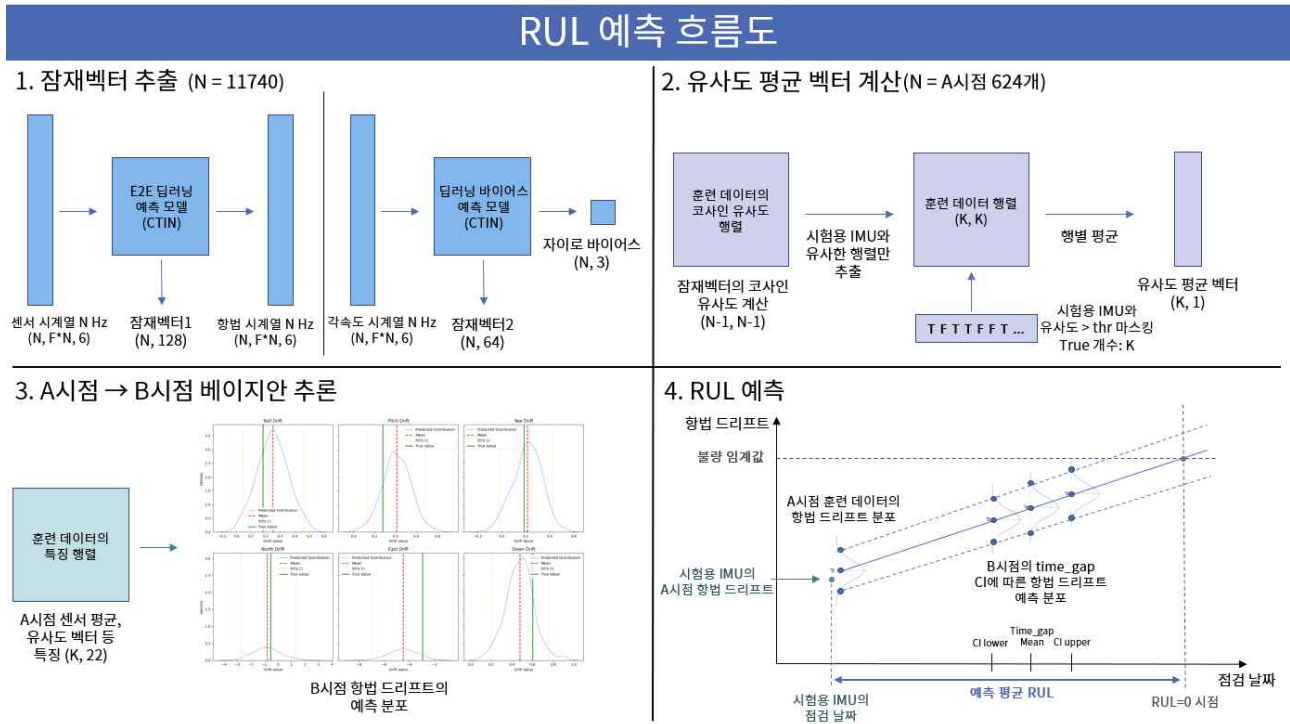 RUL 예측 흐름도
1. 잠재벡터 추출 (N = 11740)
E2E 딥러닝
예측 모델
(CTIN)
센서 시계열 N Hz
(N, F*N, 6)
잠재벡터1
(N, 128)
항법 시계열 N Hz
(N, F*N, 6)
딥러닝 바이어스
예측 모델
(CTIN)
자이로 바이어스
(N, 3)
각속도 시계열 N Hz
(N, F*N, 6)
잠재벡터2
(N, 64)
2. 유사도 평균 벡터 계산(N = A시점 624개)
훈련 데이터의
코사인 유사도
행렬
잠재벡터의 코사인
유사도 계산
(N-1, N-1)
시험용 IMU와
유사한 행렬만
추출
훈련 데이터 행렬
(K, K)
T F T T F F T ...
시험용 IMU와
유사도 > thr 마스킹
True 개수: K
행별 평균
유사도 평균 벡터
(K, 1)
3. A시점 → B시점 베이지안 추론
훈련 데이터의
특징 행렬
A시점 센서 평균,
유사도 벡터 등
특징 (K, 22)
Roll Drift
Pitch Drift
Yaw Drift
North Drift
East Drift
Down Drift
Predicted Distribution
Mean
95% CI
True Value
Density
Drift Value
B시점 항법 드리프트의
예측 분포
4. RUL 예측
항법 드리프트
불량 임계값
A시점 훈련 데이터의
항법 드리프트 분포
시험용 IMU의
A시점 항법 드리프트
B시점의 time_gap
CI에 따른 항법 드리프트
예측 분포
Time_gap
CI lower Mean CI upper
점검 날짜
예측 평균 RUL
시험용 IMU의
점검 날짜
RUL=0 시점